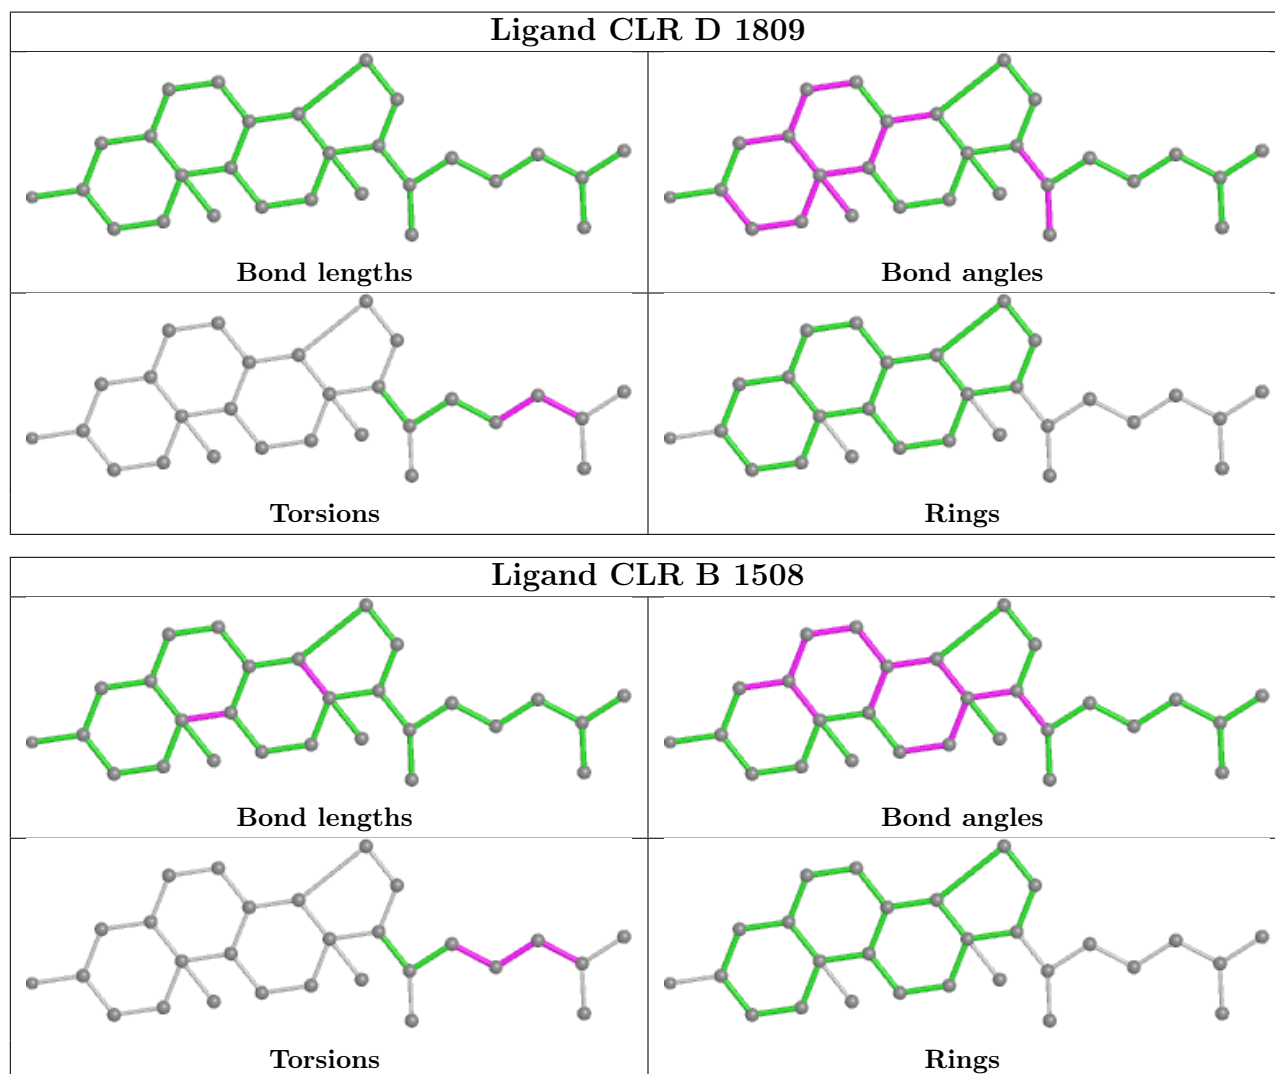 Ligand CLR D 1809
Bond lengths
Bond angles
Torsions
Rings
Ligand CLR B 1508
Bond lengths
Bond angles
Torsions
Rings